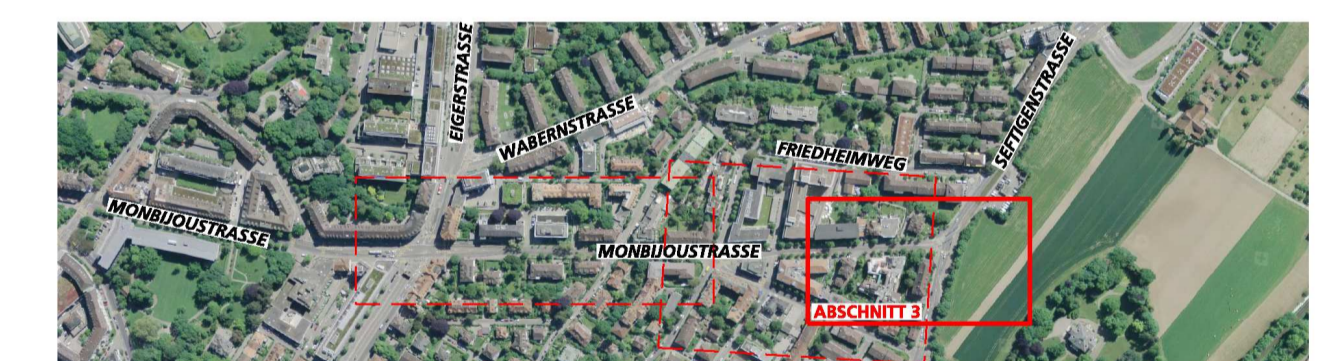 EIGERSTRASSE
WABERNSTRASSE
SEFTIGENSTRASSE
FRIEDHEIMWEG
MONBIJOUSTRASSE
MONBIJOUSTRASSE
ABSCHNITT 3